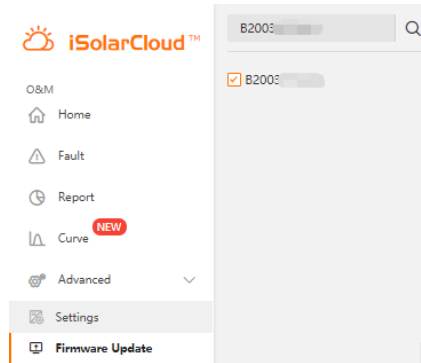 iSolarCloud™
B2003
B2003
O&M
Home
Fault
Report
Curve NEW
Advanced
Settings
Firmware Update